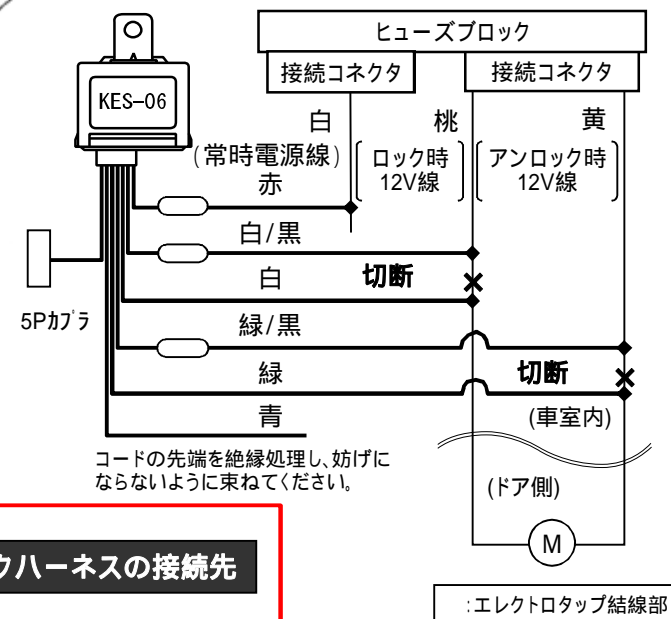 ヒューズブロック
接続コネクタ 接続コネクタ
KES-06
白 桃 黄
(常時電源線) ロック時 アンロック時
12V線 12V線
赤
白/黒
白 切断
5Pカプラ
緑/黒
緑 切断
青 (車室内)
コードの先端を絶縁処理し、妨げに
ならないように束ねてください。
(ドア側)
M
クハーネスの接続先
:エレクトロタップ結線部